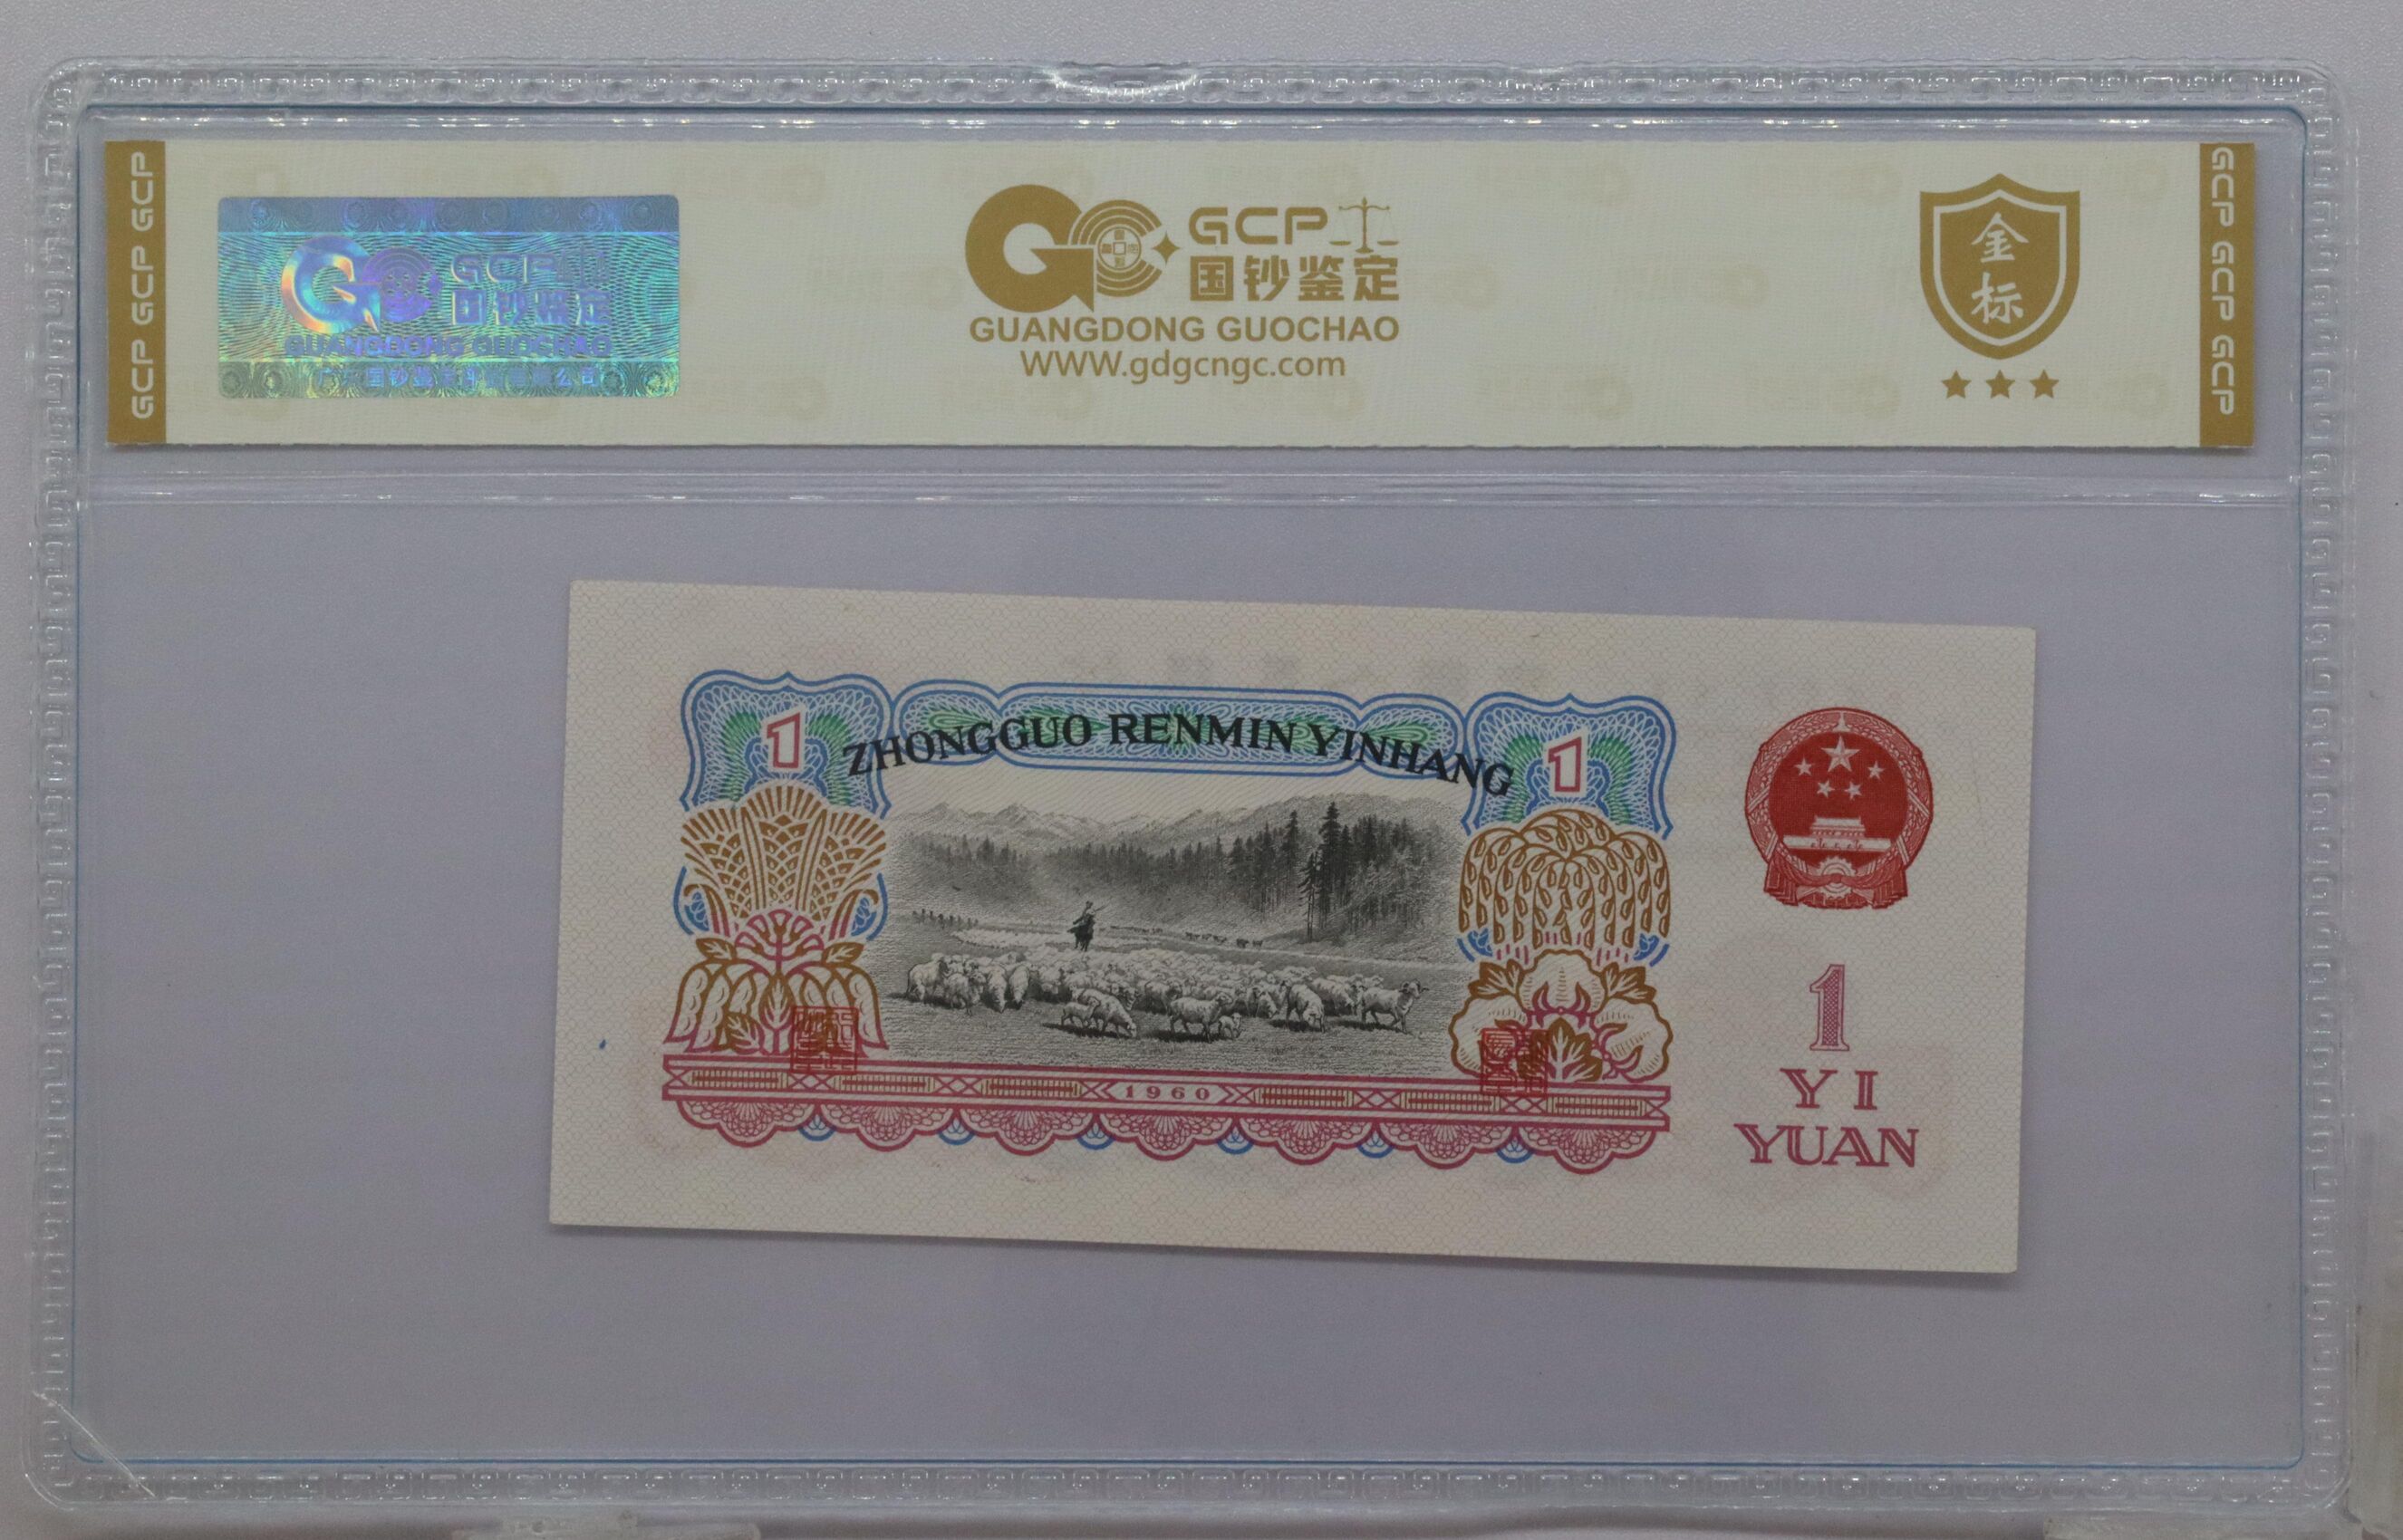 GCP GCP GCP
GCP
国钞鉴定
GUANGDONG GUOCHAO
GCP
国钞鉴定
GUANGDONG GUOCHAO
WWW.gdgcngc.com
金
标
GCP GCP GCP
ZHONGGUO RENMIN YINHANG
1
1
1960
1
YI
YUAN